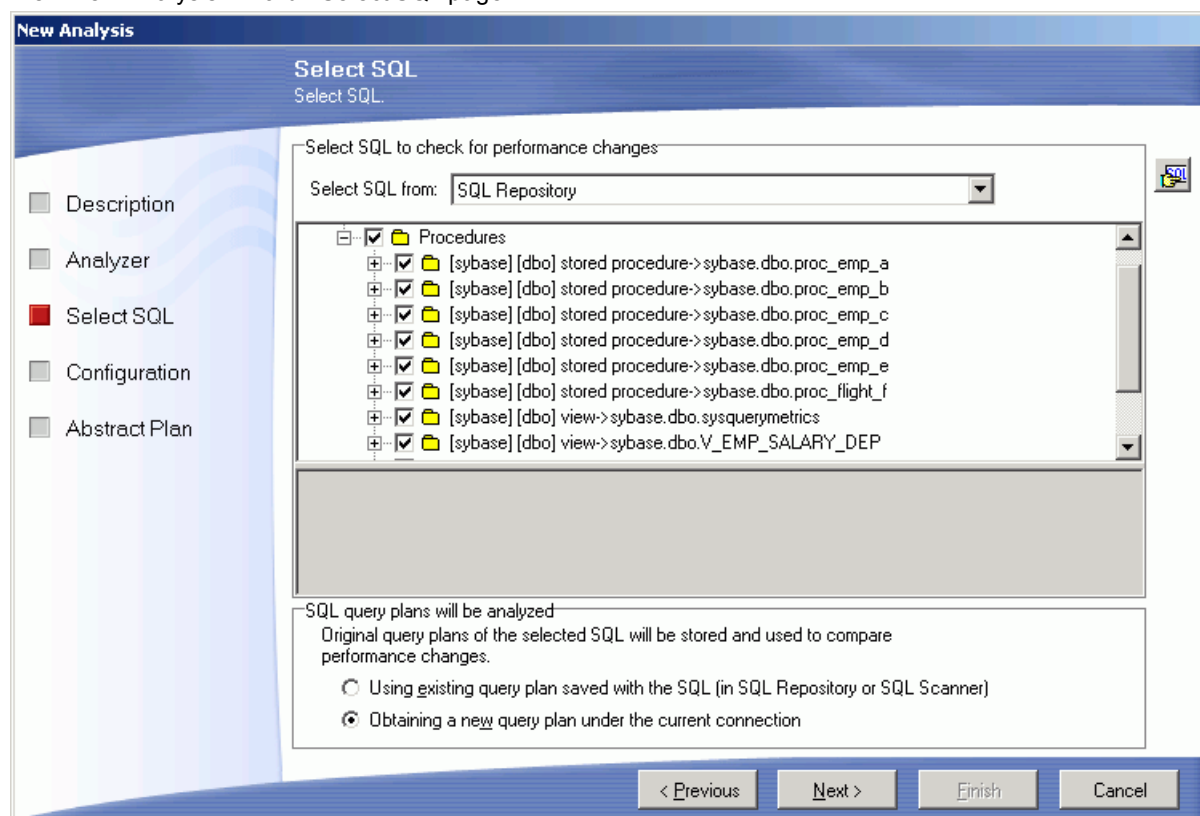 New Analysis
Select SQL
Select SQL.
Description
Analyzer
Select SQL
Configuration
Abstract Plan
Select SQL to check for performance changes
Select SQL from: SQL Repository
SQL
Procedures
[sybase] [dbo] stored procedure->sybase.dbo.proc_emp_a
[sybase] [dbo] stored procedure->sybase.dbo.proc_emp_b
[sybase] [dbo] stored procedure->sybase.dbo.proc_emp_c
[sybase] [dbo] stored procedure->sybase.dbo.proc_emp_d
[sybase] [dbo] stored procedure->sybase.dbo.proc_emp_e
[sybase] [dbo] stored procedure->sybase.dbo.proc_flight_f
[sybase] [dbo] view->sybase.dbo.sysquerymetrics
[sybase] [dbo] view->sybase.dbo.V_EMP_SALARY_DEP
SQL query plans will be analyzed
Original query plans of the selected SQL will be stored and used to compare
performance changes.
Using existing query plan saved with the SQL (in SQL Repository or SQL Scanner)
Obtaining a new query plan under the current connection
< Previous
Next >
Finish
Cancel